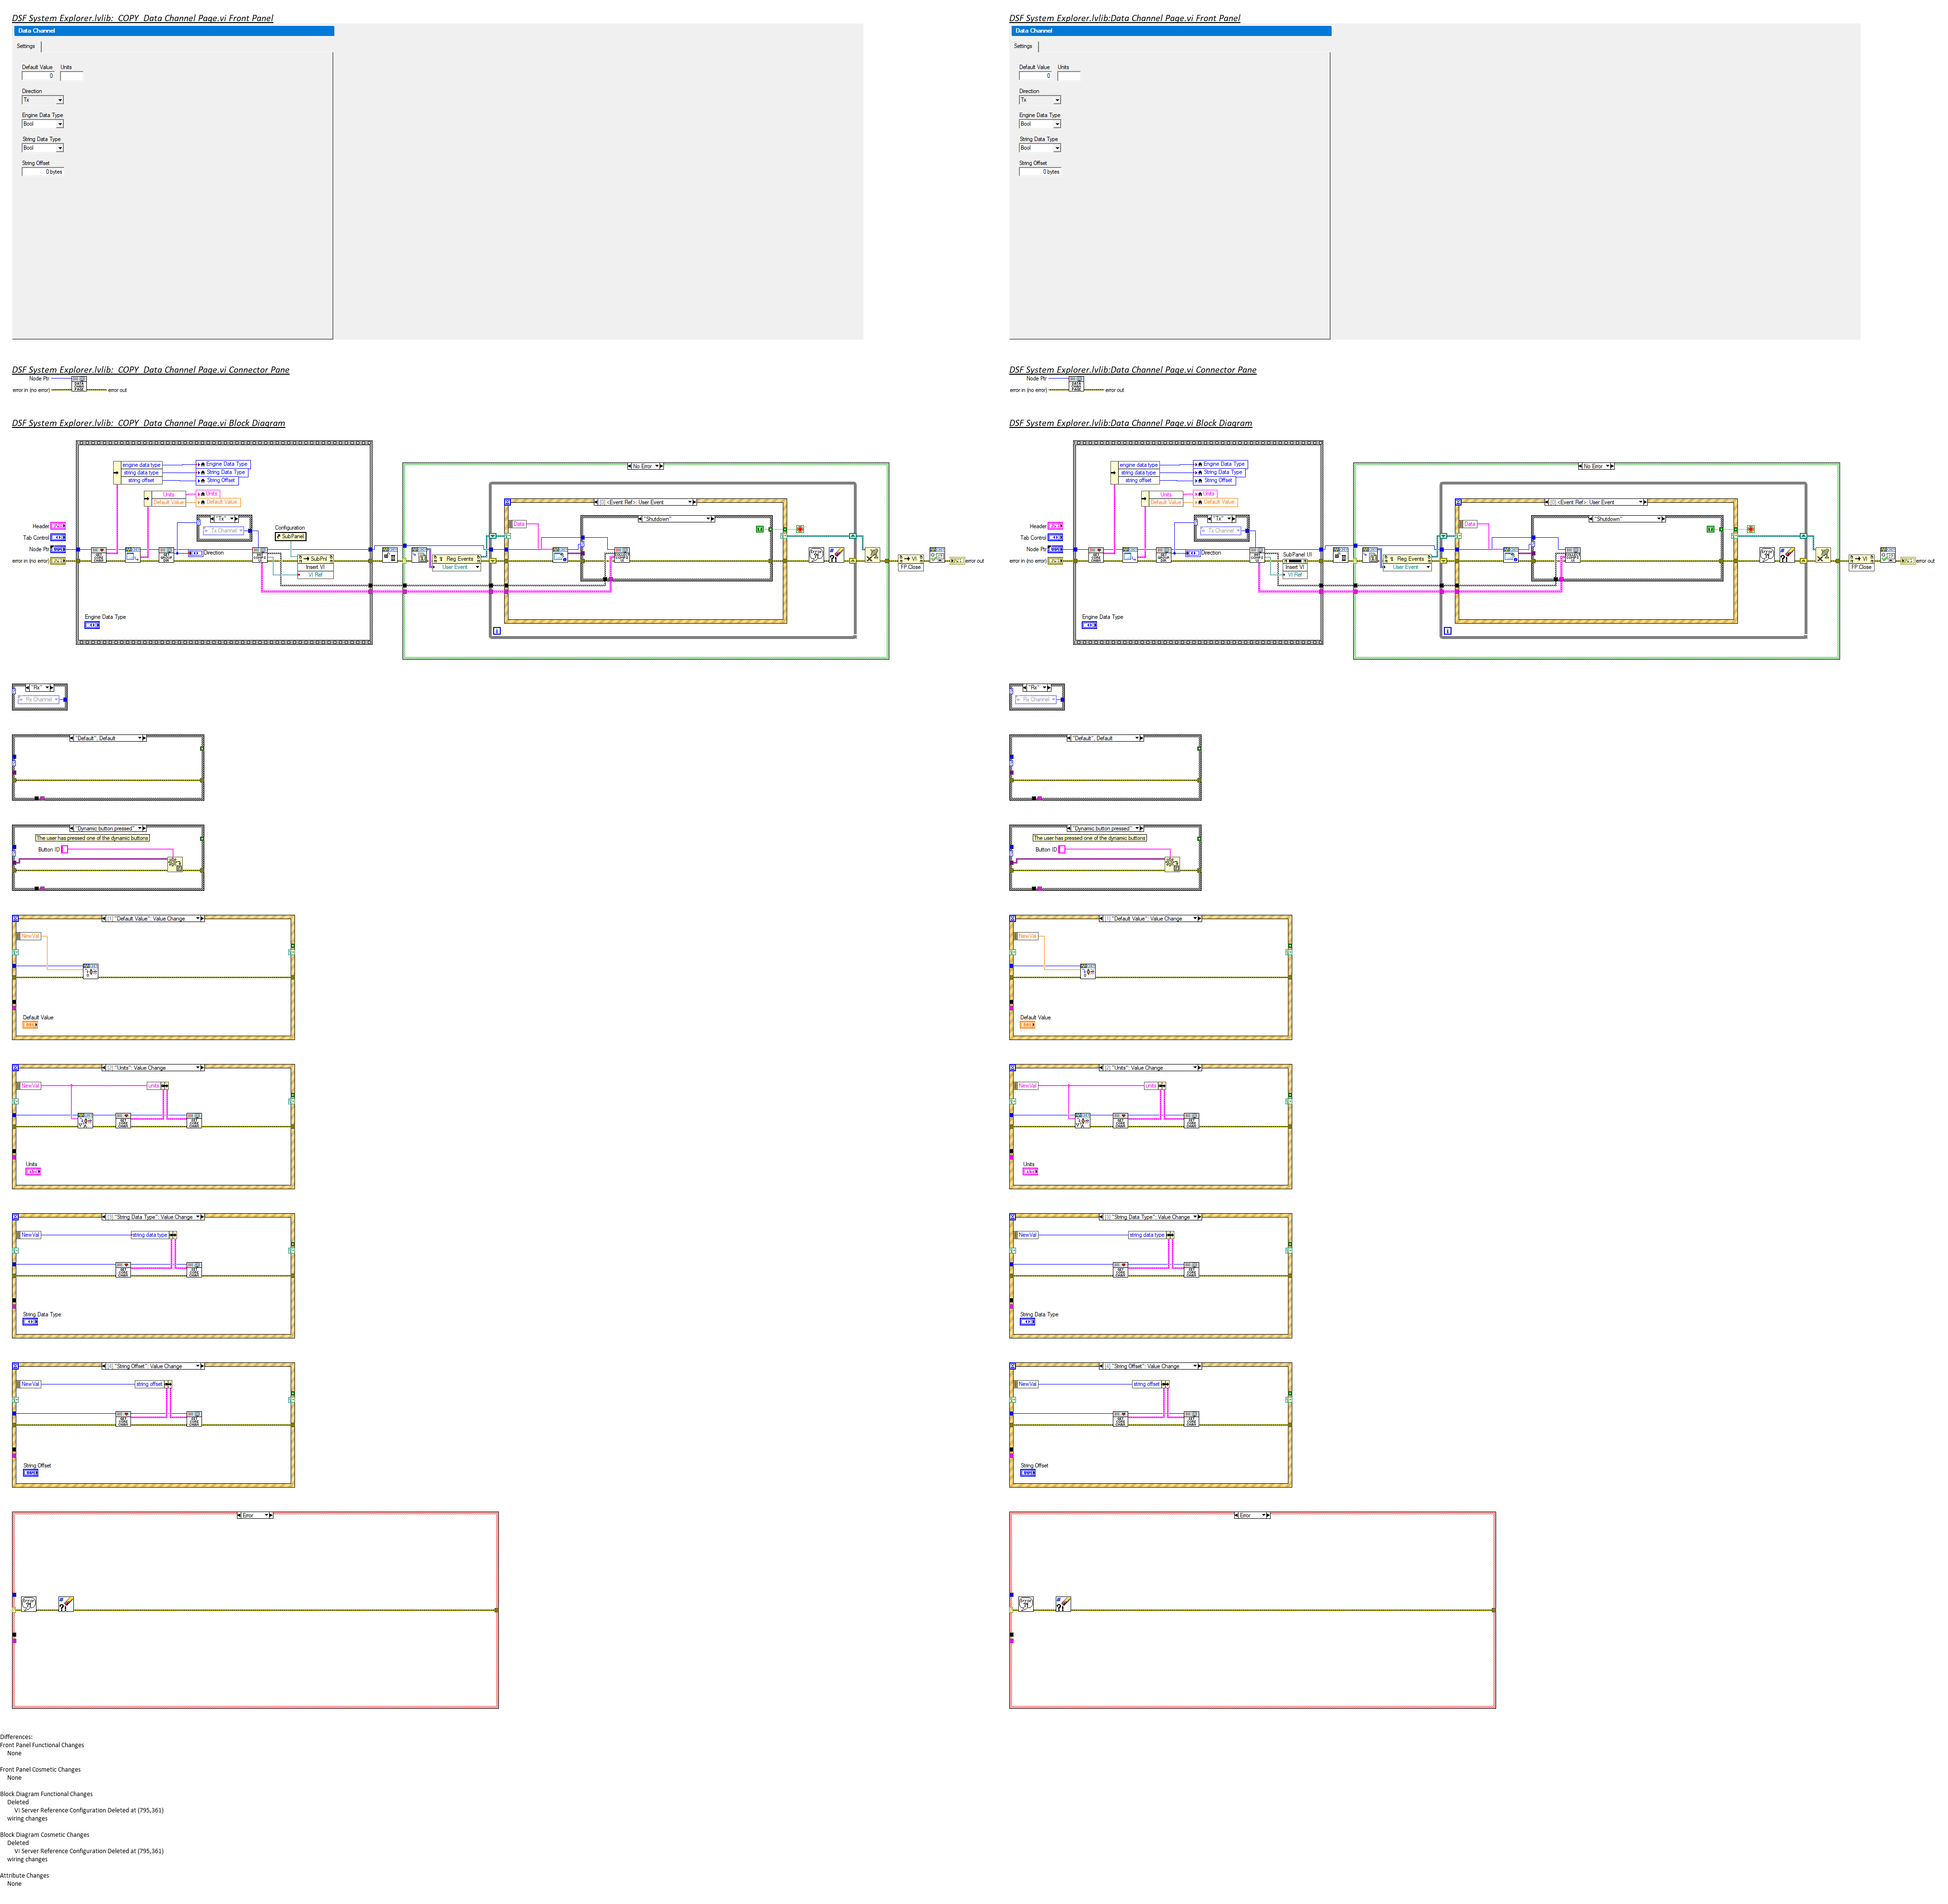 DSF System Explorer.lvlib:_COPY_Data Channel Page.vi Front Panel
Data Channel
Settings
Default Value Units
0
Direction
Tx
Engine Data Type
Bool
String Data Type
Bool
String Offset
0 bytes
DSF System Explorer.lvlib:_COPY_Data Channel Page.vi Connector Pane
Node Ptr
error in (no error) error out
DSF System Explorer.lvlib:_COPY_Data Channel Page.vi Block Diagram
No Error
engine data type Engine Data Type
string data type String Data Type
string offset String Offset
Units Units
Default Value Default Value
[0] <Event Ref>: User Event
"Tx"
Tx Channel
Data
"Shutdown"
Header
Tab Control
Node Ptr
error in (no error)
Direction
Configuration
SubPanel
SubPnl
Insert VI
VI Ref
Reg Events
User Event
VI
FP.Close
error out
Engine Data Type
i
"Rx"
Rx Channel
"Default", Default
"Dynamic button pressed"
The user has pressed one of the dynamic buttons
Button ID
[1] "Default Value": Value Change
NewVal
Default Value
[2] "Units": Value Change
NewVal units
Units
[3] "String Data Type": Value Change
NewVal string data type
String Data Type
[4] "String Offset": Value Change
NewVal string offset
String Offset
Error
DSF System Explorer.lvlib:Data Channel Page.vi Front Panel
Data Channel
Settings
Default Value Units
0
Direction
Tx
Engine Data Type
Bool
String Data Type
Bool
String Offset
0 bytes
DSF System Explorer.lvlib:Data Channel Page.vi Connector Pane
Node Ptr
error in (no error) error out
DSF System Explorer.lvlib:Data Channel Page.vi Block Diagram
No Error
engine data type Engine Data Type
string data type String Data Type
string offset String Offset
Units Units
Default Value Default Value
[0] <Event Ref>: User Event
"Tx"
Tx Channel
Data
"Shutdown"
Header
Tab Control
Node Ptr
error in (no error)
Direction
SubPanel UI
Insert VI
VI Ref
Reg Events
User Event
VI
FP.Close
error out
Engine Data Type
i
"Rx"
Rx Channel
"Default", Default
"Dynamic button pressed"
The user has pressed one of the dynamic buttons
Button ID
[1] "Default Value": Value Change
NewVal
Default Value
[2] "Units": Value Change
NewVal units
Units
[3] "String Data Type": Value Change
NewVal string data type
String Data Type
[4] "String Offset": Value Change
NewVal string offset
String Offset
Error
Differences:
Front Panel Functional Changes
None
Front Panel Cosmetic Changes
None
Block Diagram Functional Changes
Deleted
VI Server Reference Configuration Deleted at (795,361)
wiring changes
Block Diagram Cosmetic Changes
Deleted
VI Server Reference Configuration Deleted at (795,361)
wiring changes
Attribute Changes
None